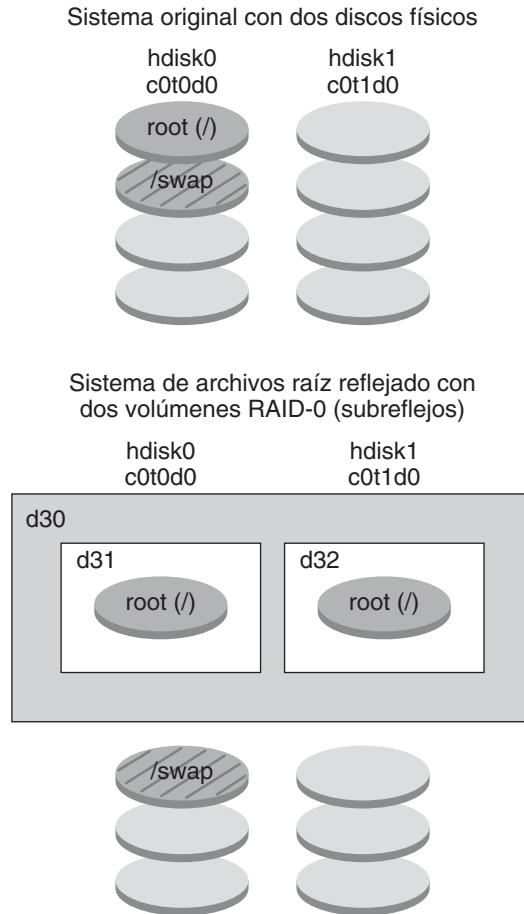 Sistema original con dos discos físicos
hdisk0
c0t0d0
hdisk1
c0t1d0
root (/)
/swap
Sistema de archivos raíz reflejado con
dos volúmenes RAID-0 (subreflejos)
hdisk0
c0t0d0
hdisk1
c0t1d0
d30
d31
d32
root (/)
root (/)
/swap